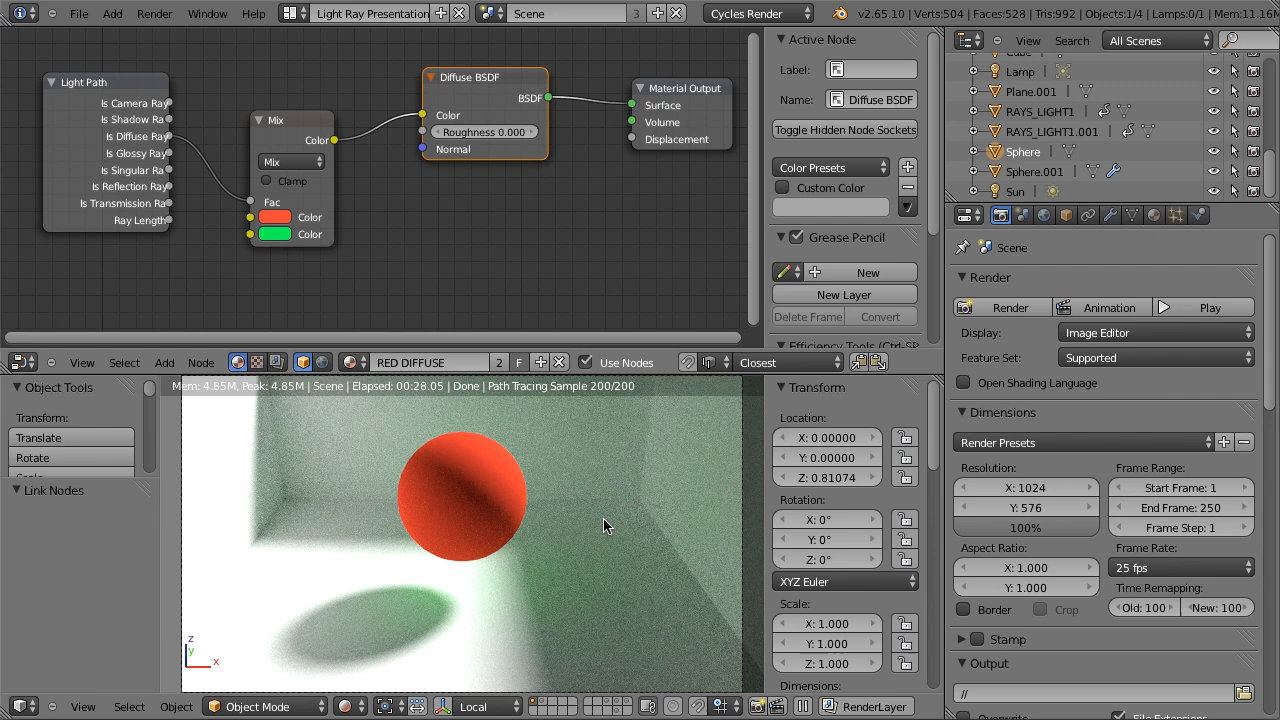 File Add Render Window Help Light Ray Presentation Scene 3 Cycles Render v2.65.10 | Verts:504 | Faces:528 | Tris:992 | Objects:1/4 | Lamps:0/1 | Mem:11.16M
Light Path
Is Camera Ray
Is Shadow Ra
Is Diffuse Ray
Is Glossy Ray
Is Singular Ra
Is Reflection Ray
Is Transmission Ra
Ray Length
Mix
Color
Mix
Clamp
Fac
Color
Color
Diffuse BSDF
BSDF
Color
Roughness 0.000
Normal
Material Output
Surface
Volume
Displacement
Active Node
Label:
Name: Diffuse BSDF
Toggle Hidden Node Sockets
Color Presets
Custom Color
Grease Pencil
New
New Layer
Delete Frame Convert
Efficiency Tools (Ctrl-SP
View Search All Scenes
Cube
Lamp
Plane.001
RAYS_LIGHT1
RAYS_LIGHT1.001
Sphere
Sphere.001
Sun
Scene
Render
Render Animation Play
Display: Image Editor
Feature Set: Supported
Open Shading Language
Dimensions
Render Presets
Resolution: Frame Range:
X: 1024 Start Frame: 1
Y: 576 End Frame: 250
100% Frame Step: 1
Aspect Ratio: Frame Rate:
X: 1.000 25 fps
Y: 1.000 Time Remapping:
Border Crop Old: 100 New: 100
Stamp
Output
//
Overwrite File Extensions
View Select Add Node RED DIFFUSE 2 F Use Nodes Closest
Object Tools
Transform:
Translate
Rotate
Scale
Link Nodes
Mem: 4.85M, Peak: 4.85M | Scene | Elapsed: 00:28.05 | Done | Path Tracing Sample 200/200
z
y
x
Transform
Location:
X: 0.00000
Y: 0.00000
Z: 0.81074
Rotation:
X: 0°
Y: 0°
Z: 0°
XYZ Euler
Scale:
X: 1.000
Y: 1.000
Z: 1.000
Dimensions:
View Select Object Object Mode Local RenderLayer